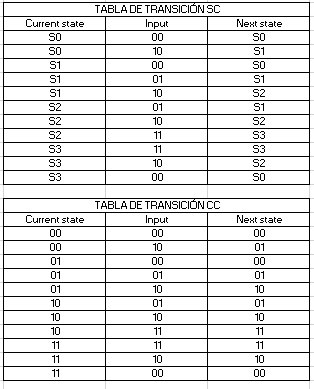 TABLA DE TRANSICIÓN SC
Current state Input Next state
S0 00 S0
S0 10 S1
S1 00 S0
S1 01 S1
S1 10 S2
S2 01 S1
S2 10 S2
S2 11 S3
S3 11 S3
S3 10 S2
S3 00 S0
TABLA DE TRANSICIÓN CC
Current state Input Next state
00 00 00
00 10 01
01 00 00
01 01 01
01 10 10
10 01 01
10 10 10
10 11 11
11 11 11
11 10 10
11 00 00